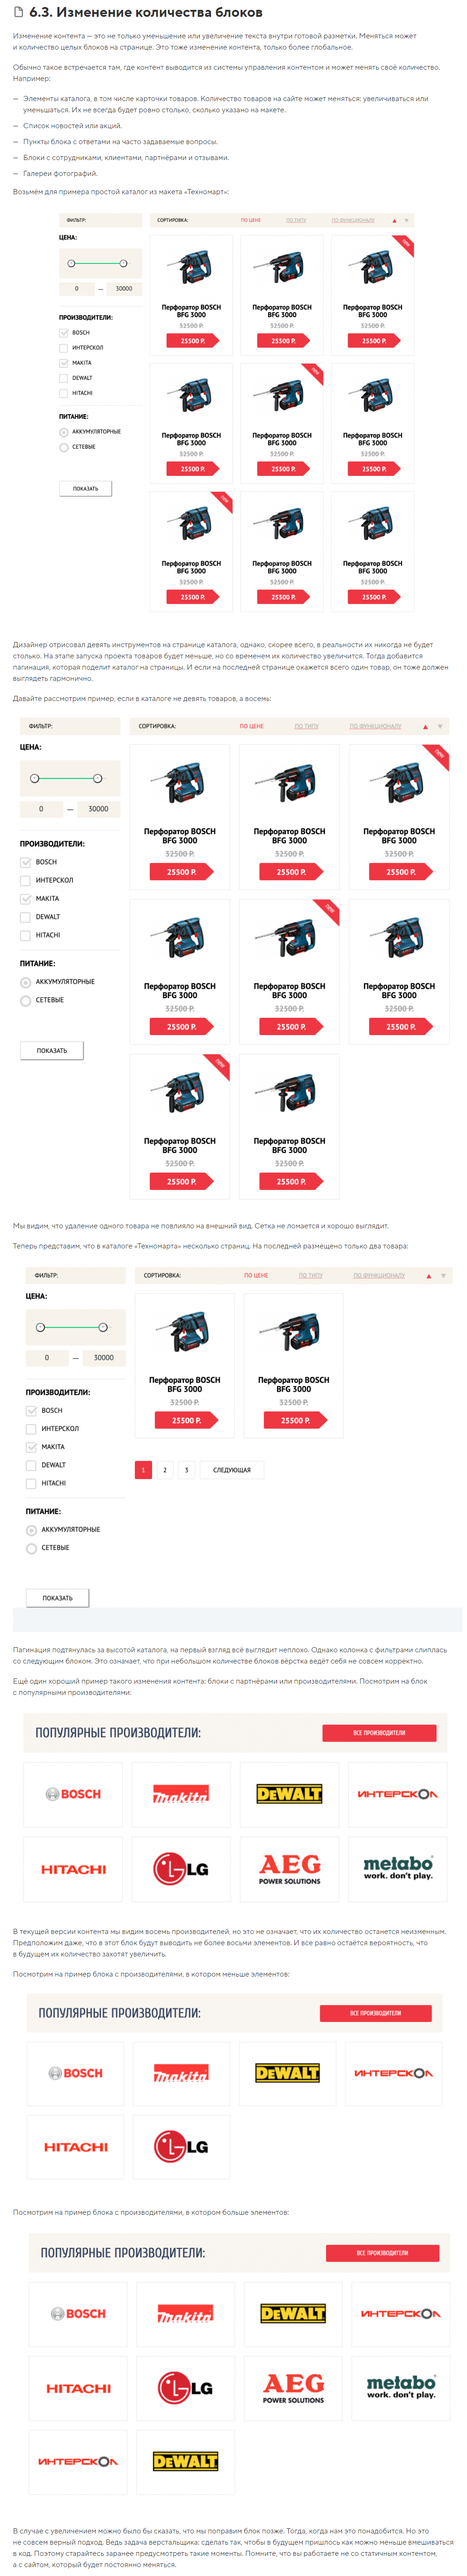 6.3. Изменение количества блоков
Изменение контента — это не только уменьшение или увеличение текста внутри готовой разметки. Меняться может
и количество целых блоков на странице. Это тоже изменение контента, только более глобальное.
Обычно такое встречается там, где контент выводится из системы управления контентом и может менять своё количество.
Например:
— Элементы каталога, в том числе карточки товаров. Количество товаров на сайте может меняться: увеличиваться или
уменьшаться. Их не всегда будет ровно столько, сколько указано на макете.
— Список новостей или акций.
— Пункты блока с ответами на часто задаваемые вопросы.
— Блоки с сотрудниками, клиентами, партнёрами и отзывами.
— Галереи фотографий.
Возьмём для примера простой каталог из макета «Техномарт»:
ФИЛЬТР: СОРТИРОВКА: ПО ЦЕНЕ ПО ТИПУ ПО ФУНКЦИОНАЛУ
ЦЕНА:
0 — 30000
ПРОИЗВОДИТЕЛИ:
BOSCH
ИНТЕРСКОЛ
MAKITA
DEWALT
HITACHI
ПИТАНИЕ:
АККУМУЛЯТОРНЫЕ
СЕТЕВЫЕ
ПОКАЗАТЬ
new
Перфоратор BOSCH Перфоратор BOSCH Перфоратор BOSCH
BFG 3000 BFG 3000 BFG 3000
32500 Р. 32500 Р. 32500 Р.
25500 Р. 25500 Р. 25500 Р.
new
Перфоратор BOSCH Перфоратор BOSCH Перфоратор BOSCH
BFG 3000 BFG 3000 BFG 3000
32500 Р. 32500 Р. 32500 Р.
25500 Р. 25500 Р. 25500 Р.
new
Перфоратор BOSCH Перфоратор BOSCH Перфоратор BOSCH
BFG 3000 BFG 3000 BFG 3000
32500 Р. 32500 Р. 32500 Р.
25500 Р. 25500 Р. 25500 Р.
Дизайнер отрисовал девять инструментов на странице каталога, однако, скорее всего, в реальности их никогда не будет
столько. На этапе запуска проекта товаров будет меньше, но со временем их количество увеличится. Тогда добавится
пагинация, которая поделит каталог на страницы. И если на последней странице окажется всего один товар, он тоже должен
выглядеть гармонично.
Давайте рассмотрим пример, если в каталоге не девять товаров, а восемь:
ФИЛЬТР: СОРТИРОВКА: ПО ЦЕНЕ ПО ТИПУ ПО ФУНКЦИОНАЛУ
ЦЕНА:
0 — 30000
ПРОИЗВОДИТЕЛИ:
BOSCH
ИНТЕРСКОЛ
MAKITA
DEWALT
HITACHI
ПИТАНИЕ:
АККУМУЛЯТОРНЫЕ
СЕТЕВЫЕ
ПОКАЗАТЬ
new
Перфоратор BOSCH Перфоратор BOSCH Перфоратор BOSCH
BFG 3000 BFG 3000 BFG 3000
32500 Р. 32500 Р. 32500 Р.
25500 Р. 25500 Р. 25500 Р.
new
Перфоратор BOSCH Перфоратор BOSCH Перфоратор BOSCH
BFG 3000 BFG 3000 BFG 3000
32500 Р. 32500 Р. 32500 Р.
25500 Р. 25500 Р. 25500 Р.
new
Перфоратор BOSCH Перфоратор BOSCH
BFG 3000 BFG 3000
32500 Р. 32500 Р.
25500 Р. 25500 Р.
Мы видим, что удаление одного товара не повлияло на внешний вид. Сетка не ломается и хорошо выглядит.
Теперь представим, что в каталоге «Техномарта» несколько страниц. На последней размещено только два товара:
ФИЛЬТР: СОРТИРОВКА: ПО ЦЕНЕ ПО ТИПУ ПО ФУНКЦИОНАЛУ
ЦЕНА:
0 — 30000
ПРОИЗВОДИТЕЛИ:
BOSCH
ИНТЕРСКОЛ
MAKITA
DEWALT
HITACHI
ПИТАНИЕ:
АККУМУЛЯТОРНЫЕ
СЕТЕВЫЕ
ПОКАЗАТЬ
Перфоратор BOSCH Перфоратор BOSCH
BFG 3000 BFG 3000
32500 Р. 32500 Р.
25500 Р. 25500 Р.
1 2 3 СЛЕДУЮЩАЯ
Пагинация подтянулась за высотой каталога, на первый взгляд всё выглядит неплохо. Однако колонка с фильтрами слиплась
со следующим блоком. Это означает, что при небольшом количестве блоков вёрстка ведёт себя не совсем корректно.
Ещё один хороший пример такого изменения контента: блоки с партнёрами или производителями. Посмотрим на блок
с популярными производителями:
ПОПУЛЯРНЫЕ ПРОИЗВОДИТЕЛИ: ВСЕ ПРОИЗВОДИТЕЛИ
BOSCH makita DEWALT ИНТЕРСКОЛ
HITACHI LG AEG metabo
POWER SOLUTIONS work. don't play.
В текущей версии контента мы видим восемь производителей, но это не означает, что их количество останется неизменным.
Предположим даже, что в этот блок будут выводить не более восьми элементов. И все равно остаётся вероятность, что
в будущем их количество захотят увеличить.
Посмотрим на пример блока с производителями, в котором меньше элементов:
ПОПУЛЯРНЫЕ ПРОИЗВОДИТЕЛИ: ВСЕ ПРОИЗВОДИТЕЛИ
BOSCH makita DEWALT ИНТЕРСКОЛ
HITACHI LG
Посмотрим на пример блока с производителями, в котором больше элементов:
ПОПУЛЯРНЫЕ ПРОИЗВОДИТЕЛИ: ВСЕ ПРОИЗВОДИТЕЛИ
BOSCH makita DEWALT ИНТЕРСКОЛ
HITACHI LG AEG metabo
POWER SOLUTIONS work. don't play.
ИНТЕРСКОЛ DEWALT
В случае с увеличением можно было бы сказать, что мы поправим блок позже. Тогда, когда нам это понадобится. Но это
не совсем верный подход. Ведь задача верстальщика: сделать так, чтобы в будущем пришлось как можно меньше вмешиваться
в код. Поэтому старайтесь заранее предусмотреть такие моменты. Помните, что вы работаете не со статичным контентом,
а с сайтом, который будет постоянно меняться.